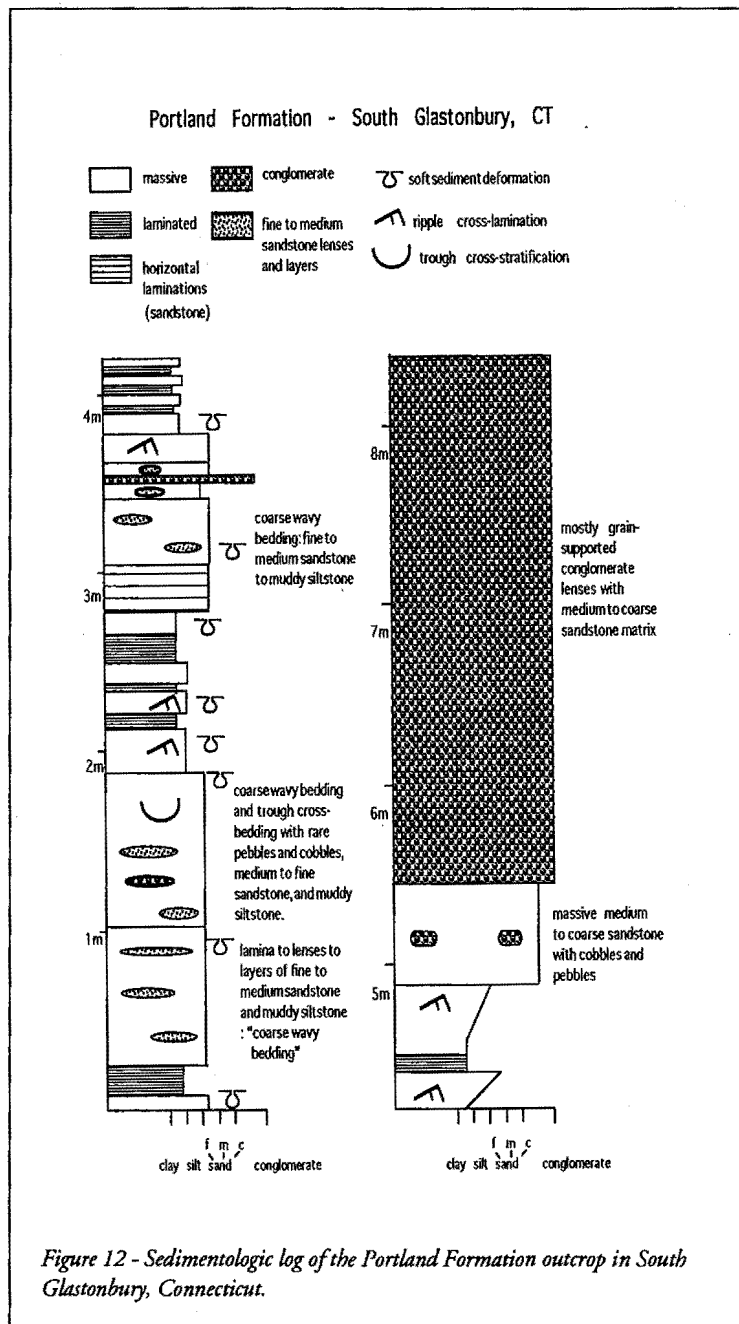 Portland Formation - South Glastonbury, CT
massive
laminated
horizontal
laminations
(sandstone)
conglomerate
fine to medium
sandstone lenses
and layers
soft sediment deformation
ripple cross-lamination
trough cross-stratification
4m
3m
2m
1m
coarse wavy
bedding: fine to
medium sandstone
to muddy siltstone
coarse wavy bedding
and trough cross-
bedding with rare
pebbles and cobbles,
medium to fine
sandstone, and muddy
siltstone.
lamina to lenses to
layers of fine to
medium sandstone
and muddy siltstone
: "coarse wavy
bedding"
f m c
clay silt sand conglomerate
8m
7m
6m
5m
mostly grain-
supported
conglomerate
lenses with
medium to coarse
sandstone matrix
massive medium
to coarse sandstone
with cobbles and
pebbles
f m c
clay silt sand conglomerate
Figure 12 - Sedimentologic log of the Portland Formation outcrop in South
Glastonbury, Connecticut.